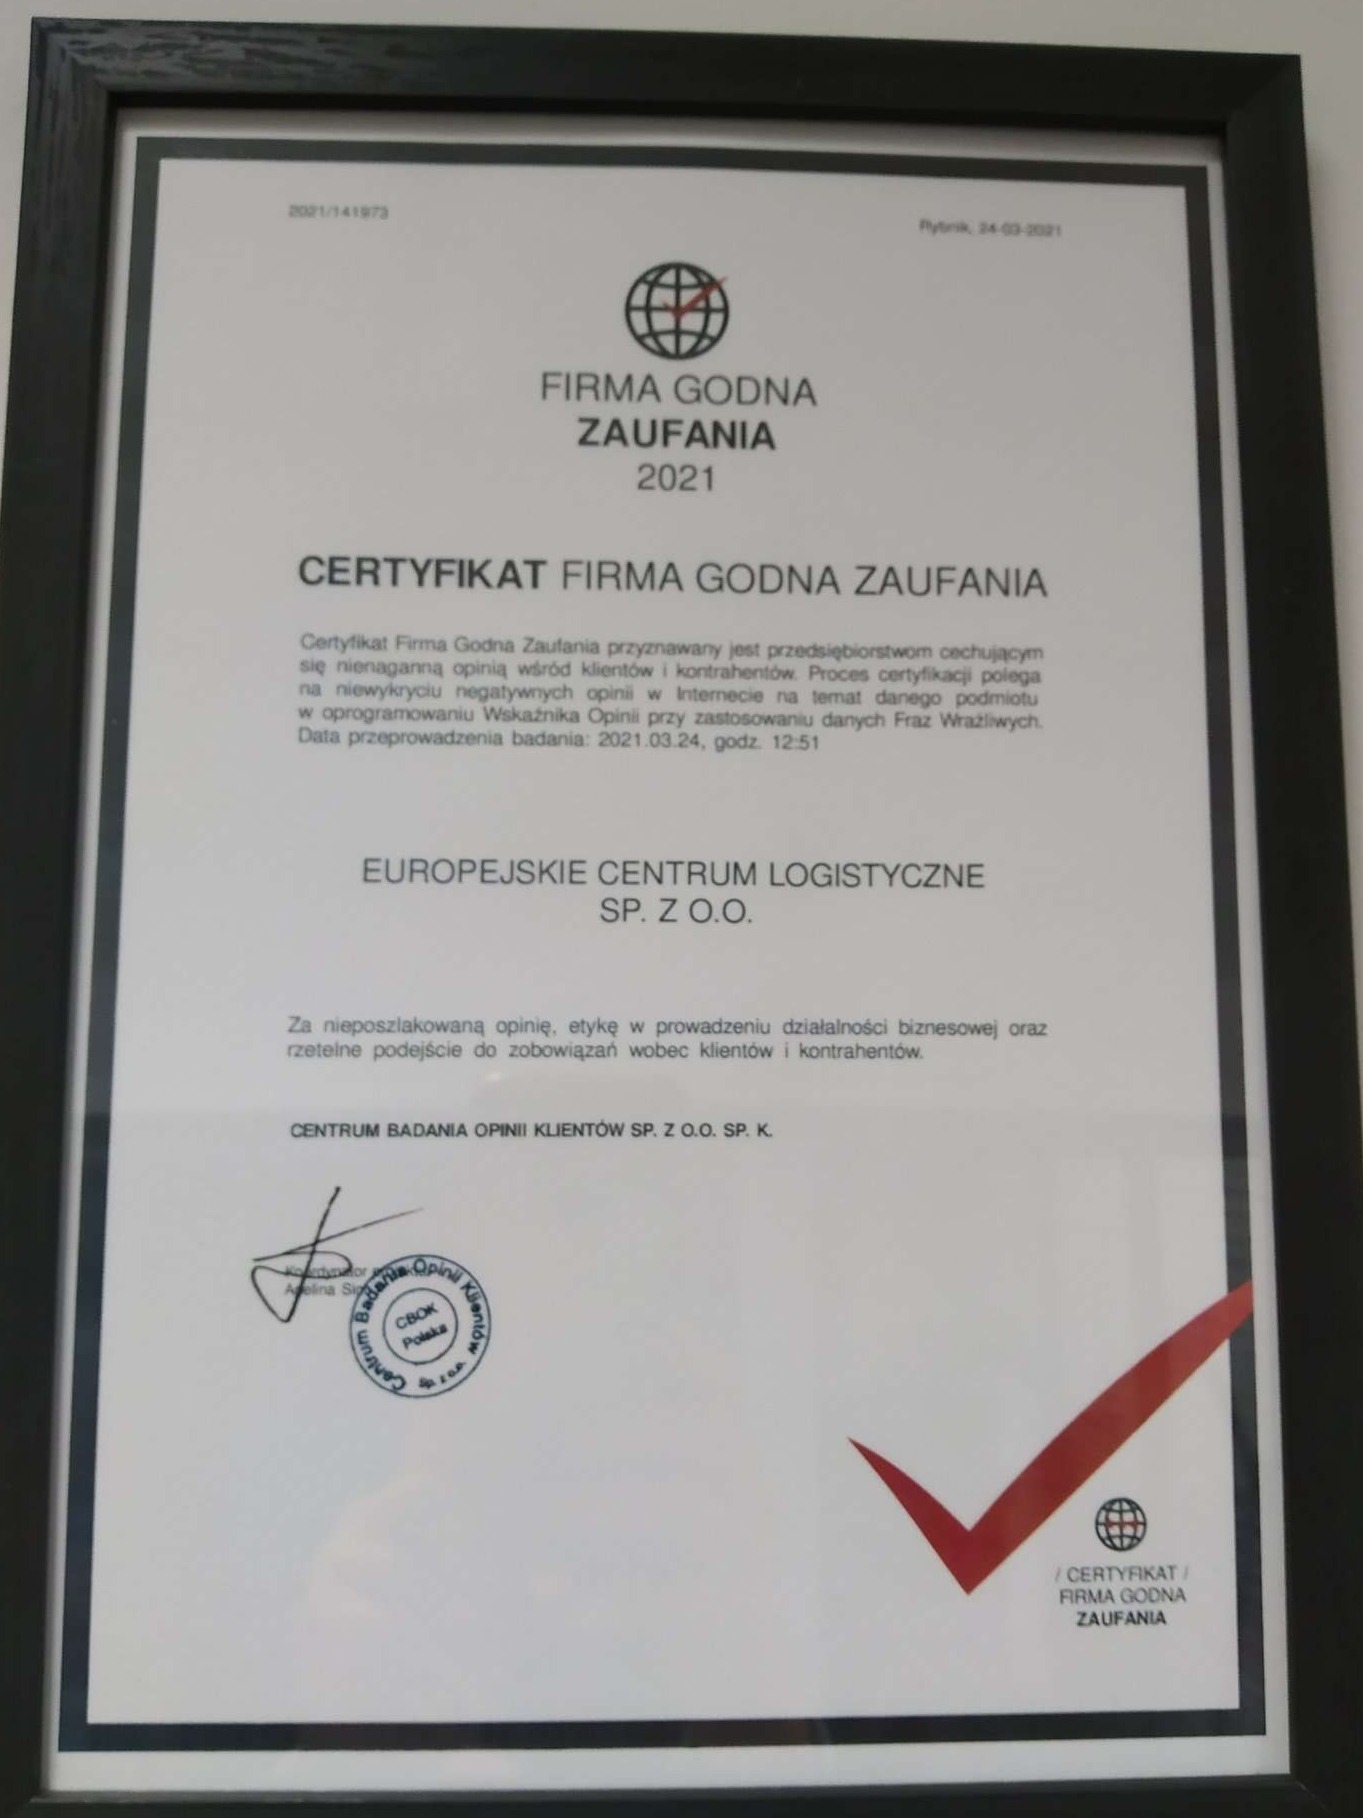 2021/141973
Rybnik, 24-03-2021
FIRMA GODNA
ZAUFANIA
2021
CERTYFIKAT FIRMA GODNA ZAUFANIA
Certyfikat Firma Godna Zaufania przyznawany jest przedsiębiorstwom cechującym
się nienaganną opinią wśród klientów i kontrahentów. Proces certyfikacji polega
na niewykryciu negatywnych opinii w Internecie na temat danego podmiotu
w oprogramowaniu Wskaźnika Opinii przy zastosowaniu danych Fraz Wrażliwych.
Data przeprowadzenia badania: 2021.03.24, godz. 12:51
EUROPEJSKIE CENTRUM LOGISTYCZNE
SP. Z O.O.
Za nieposzlakowaną opinię, etykę w prowadzeniu działalności biznesowej oraz
rzetelne podejście do zobowiązań wobec klientów i kontrahentów.
CENTRUM BADANIA OPINII KLIENTÓW SP. Z O.O. SP. K.
Koordynator
Centrum Badania Opinii Klientów
CBOK
Polska
/ CERTYFIKAT /
FIRMA GODNA
ZAUFANIA